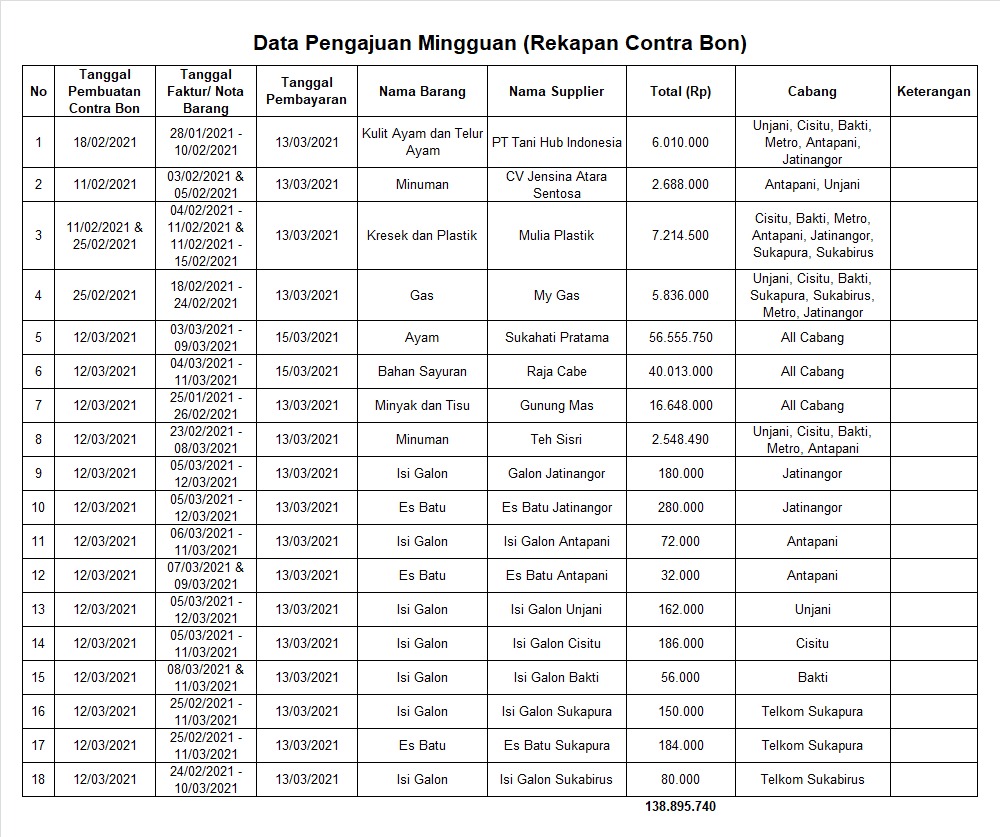 Data Pengajuan Mingguan (Rekapan Contra Bon)
No | Tanggal Pembuatan Contra Bon | Tanggal Faktur/ Nota Barang | Tanggal Pembayaran | Nama Barang | Nama Supplier | Total (Rp) | Cabang | Keterangan
1 | 18/02/2021 | 28/01/2021 - 10/02/2021 | 13/03/2021 | Kulit Ayam dan Telur Ayam | PT Tani Hub Indonesia | 6.010.000 | Unjani, Cisitu, Bakti, Metro, Antapani, Jatinangor
2 | 11/02/2021 | 03/02/2021 & 05/02/2021 | 13/03/2021 | Minuman | CV Jensina Atara Sentosa | 2.688.000 | Antapani, Unjani
3 | 11/02/2021 & 25/02/2021 | 04/02/2021 - 11/02/2021 & 11/02/2021 - 15/02/2021 | 13/03/2021 | Kresek dan Plastik | Mulia Plastik | 7.214.500 | Cisitu, Bakti, Metro, Antapani, Jatinangor, Sukapura, Sukabirus
4 | 25/02/2021 | 18/02/2021 - 24/02/2021 | 13/03/2021 | Gas | My Gas | 5.836.000 | Unjani, Cisitu, Bakti, Sukapura, Sukabirus, Metro, Jatinangor
5 | 12/03/2021 | 03/03/2021 - 09/03/2021 | 15/03/2021 | Ayam | Sukahati Pratama | 56.555.750 | All Cabang
6 | 12/03/2021 | 04/03/2021 - 11/03/2021 | 15/03/2021 | Bahan Sayuran | Raja Cabe | 40.013.000 | All Cabang
7 | 12/03/2021 | 25/01/2021 - 26/02/2021 | 13/03/2021 | Minyak dan Tisu | Gunung Mas | 16.648.000 | All Cabang
8 | 12/03/2021 | 23/02/2021 - 08/03/2021 | 13/03/2021 | Minuman | Teh Sisri | 2.548.490 | Unjani, Cisitu, Bakti, Metro, Antapani
9 | 12/03/2021 | 05/03/2021 - 12/03/2021 | 13/03/2021 | Isi Galon | Galon Jatinangor | 180.000 | Jatinangor
10 | 12/03/2021 | 05/03/2021 - 12/03/2021 | 13/03/2021 | Es Batu | Es Batu Jatinangor | 280.000 | Jatinangor
11 | 12/03/2021 | 06/03/2021 - 11/03/2021 | 13/03/2021 | Isi Galon | Isi Galon Antapani | 72.000 | Antapani
12 | 12/03/2021 | 07/03/2021 & 09/03/2021 | 13/03/2021 | Es Batu | Es Batu Antapani | 32.000 | Antapani
13 | 12/03/2021 | 05/03/2021 - 12/03/2021 | 13/03/2021 | Isi Galon | Isi Galon Unjani | 162.000 | Unjani
14 | 12/03/2021 | 05/03/2021 - 11/03/2021 | 13/03/2021 | Isi Galon | Isi Galon Cisitu | 186.000 | Cisitu
15 | 12/03/2021 | 08/03/2021 & 11/03/2021 | 13/03/2021 | Isi Galon | Isi Galon Bakti | 56.000 | Bakti
16 | 12/03/2021 | 25/02/2021 - 11/03/2021 | 13/03/2021 | Isi Galon | Isi Galon Sukapura | 150.000 | Telkom Sukapura
17 | 12/03/2021 | 25/02/2021 - 11/03/2021 | 13/03/2021 | Es Batu | Es Batu Sukapura | 184.000 | Telkom Sukapura
18 | 12/03/2021 | 24/02/2021 - 10/03/2021 | 13/03/2021 | Isi Galon | Isi Galon Sukabirus | 80.000 | Telkom Sukabirus
138.895.740